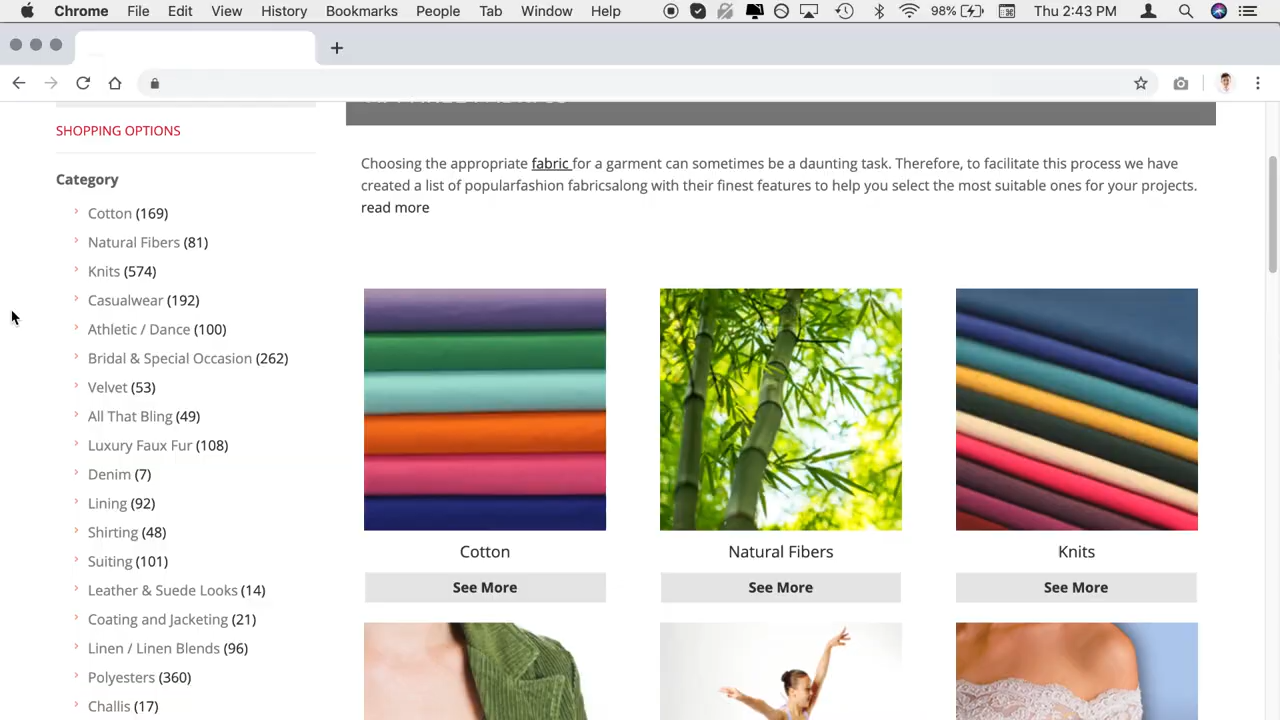 Chrome File Edit View History Bookmarks People Tab Window Help 98% Thu 2:43 PM
SHOPPING OPTIONS
Category
Cotton (169)
Natural Fibers (81)
Knits (574)
Casualwear (192)
Athletic / Dance (100)
Bridal & Special Occasion (262)
Velvet (53)
All That Bling (49)
Luxury Faux Fur (108)
Denim (7)
Lining (92)
Shirting (48)
Suiting (101)
Leather & Suede Looks (14)
Coating and Jacketing (21)
Linen / Linen Blends (96)
Polyesters (360)
Challis (17)
Choosing the appropriate fabric for a garment can sometimes be a daunting task. Therefore, to facilitate this process we have
created a list of popularfashion fabricsalong with their finest features to help you select the most suitable ones for your projects.
read more
Cotton
See More
Natural Fibers
See More
Knits
See More